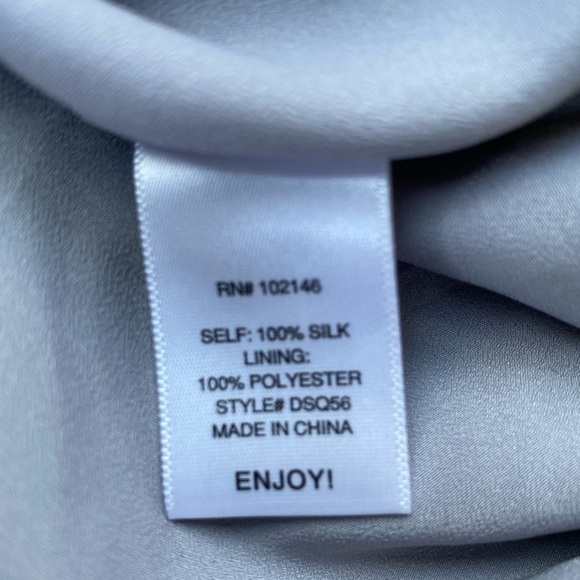 RN# 102146
SELF: 100% SILK
LINING:
100% POLYESTER
STYLE# DSQ56
MADE IN CHINA
ENJOY!